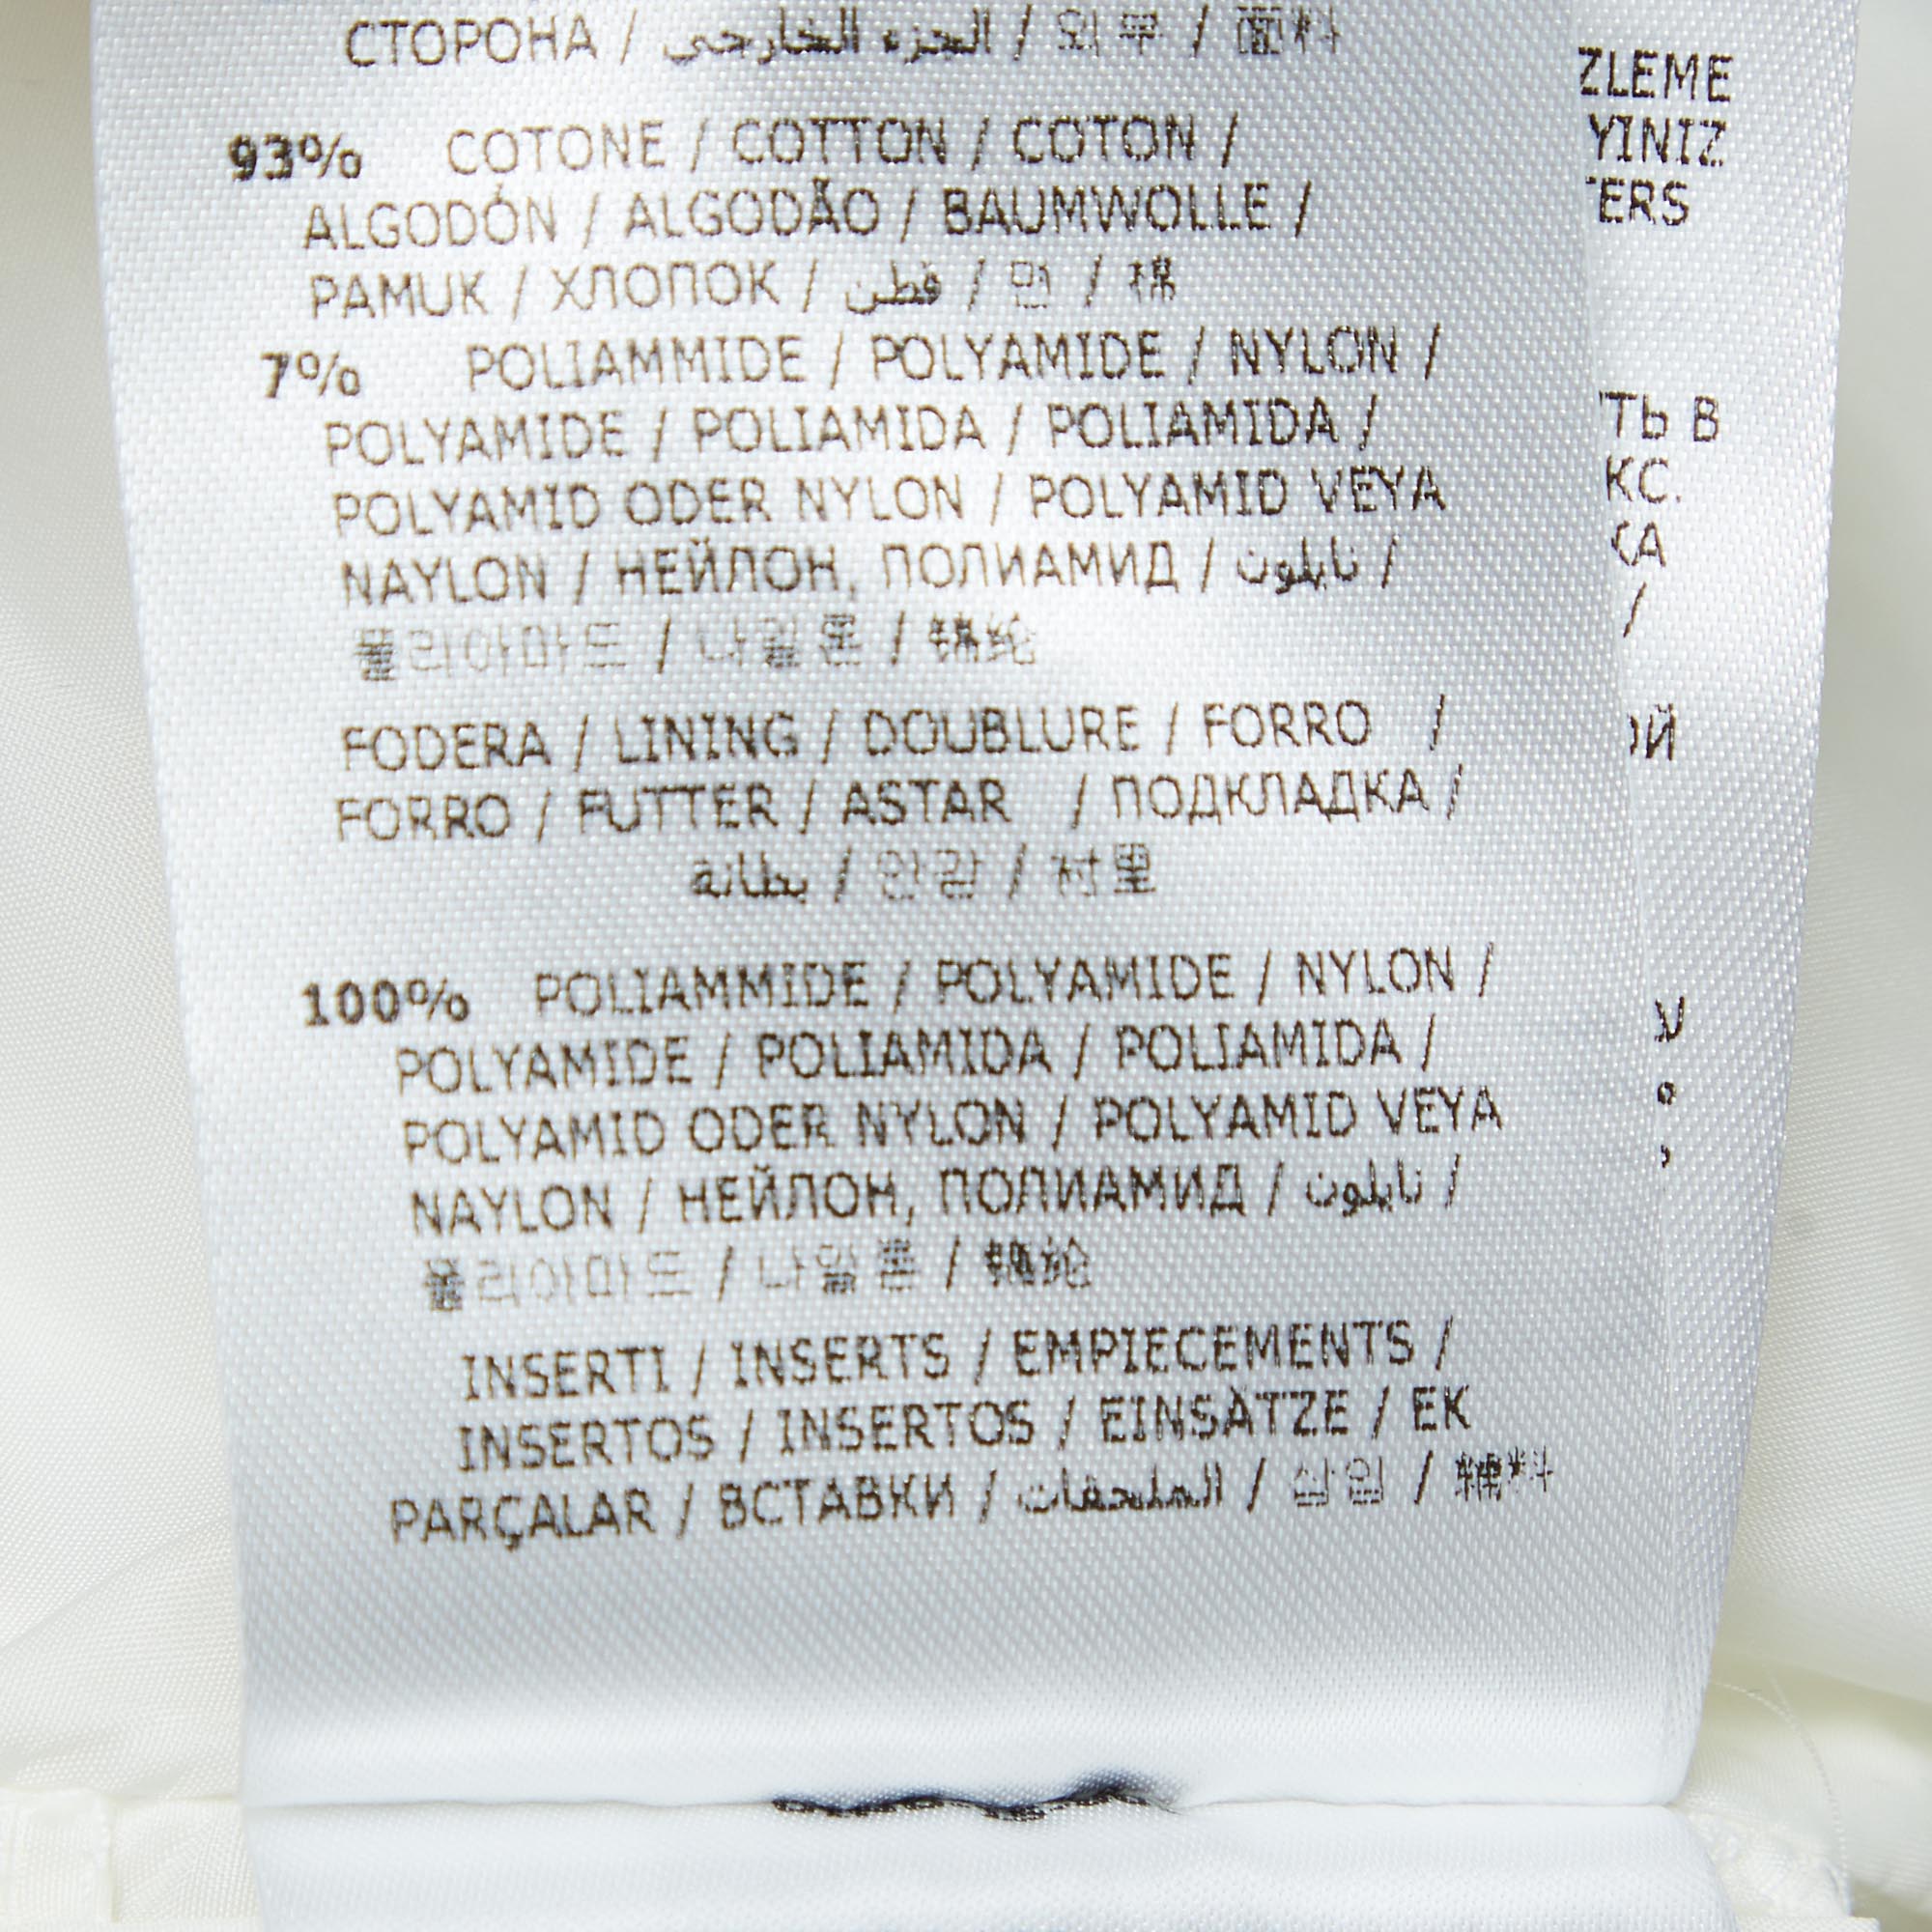 СТОРОНА / الجزء الخارجي / 외부 / 面料
93% COTONE / COTTON / COTON /
ALGODÓN / ALGODÃO / BAUMWOLLE /
PAMUK / ХЛОПОК / قطن / 면 / 棉
7% POLIAMMIDE / POLYAMIDE / NYLON /
POLYAMIDE / POLIAMIDA / POLIAMIDA /
POLYAMID ODER NYLON / POLYAMID VEYA
NAYLON / НЕЙЛОН, ПОЛИАМИД / نايلون /
폴리아마드 / 나일론 / 锦纶
FODERA / LINING / DOUBLURE / FORRO /
FORRO / FUTTER / ASTAR / ПОДКЛАДКА /
بطانة / 안감 / 衬里
100% POLIAMMIDE / POLYAMIDE / NYLON /
POLYAMIDE / POLIAMIDA / POLIAMIDA /
POLYAMID ODER NYLON / POLYAMID VEYA
NAYLON / НЕЙЛОН, ПОЛИАМИД / نايلون /
폴리아마드 / 나일론 / 锦纶
INSERTI / INSERTS / EMPIECEMENTS /
INSERTOS / INSERTOS / EINSÄTZE / EK
PARÇALAR / ВСТАВКИ / الملحقات / 삽입 / 辅料
ZLEME
YINIZ
ERS
ТЬ В
КС.
КА
/
ОЙ